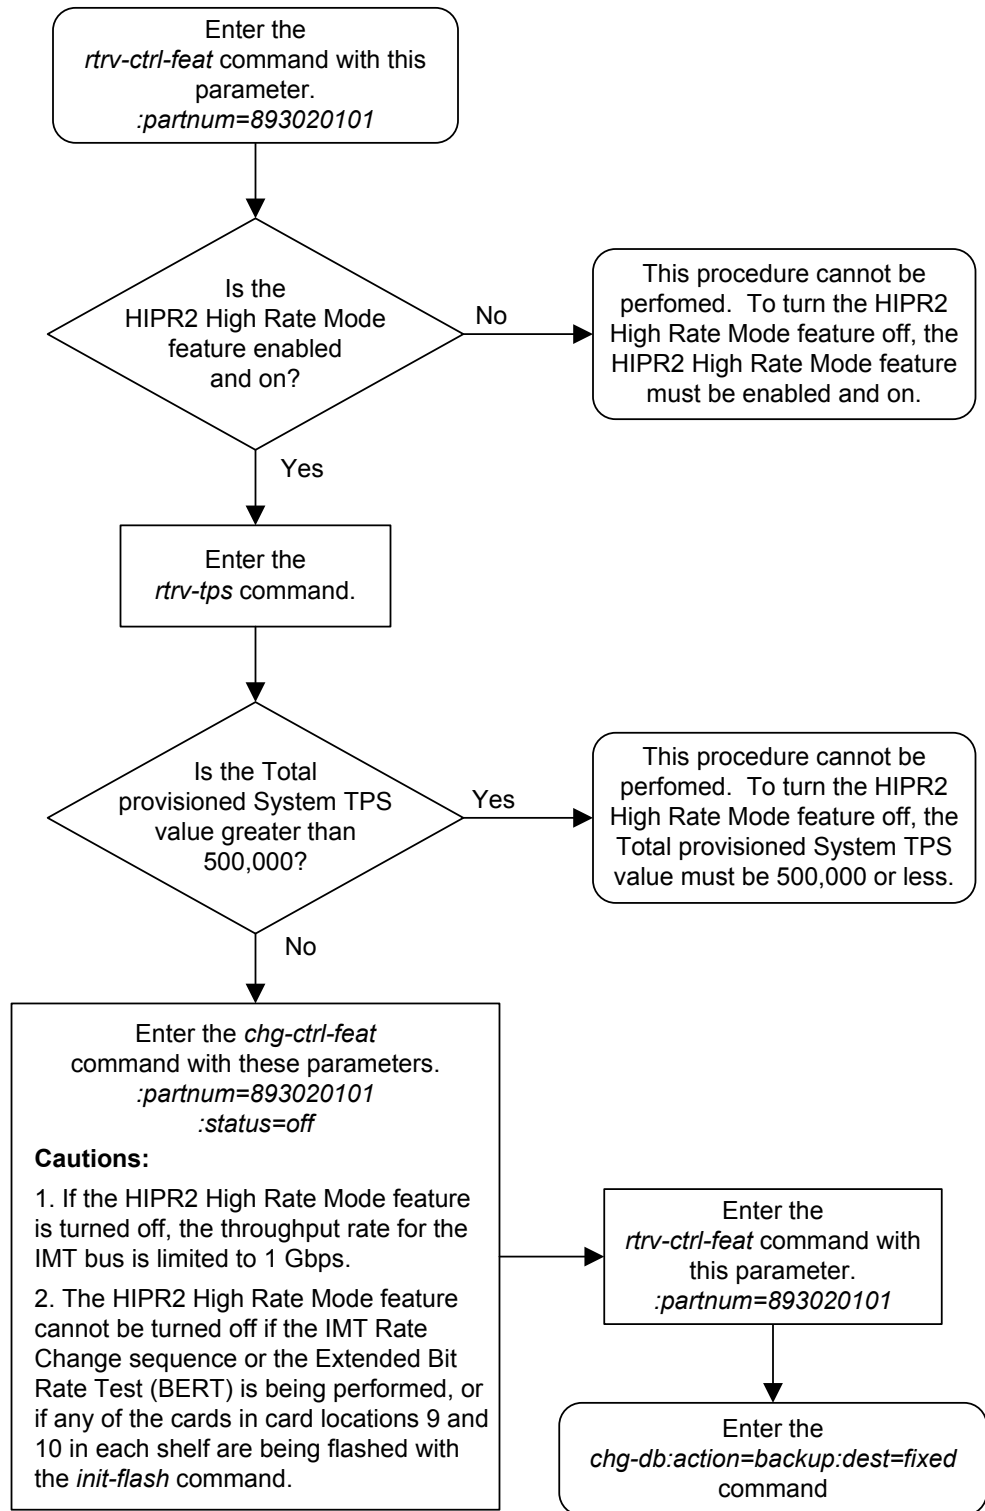 Enter the
rtrv-ctrl-feat command with this
parameter.
:partnum=893020101
Is the
HIPR2 High Rate Mode
feature enabled
and on?
No
This procedure cannot be
perfomed.  To turn the HIPR2
High Rate Mode feature off, the
HIPR2 High Rate Mode feature
must be enabled and on.
Yes
Enter the
rtrv-tps command.
Is the Total
provisioned System TPS
value greater than
500,000?
Yes
This procedure cannot be
perfomed.  To turn the HIPR2
High Rate Mode feature off, the
Total provisioned System TPS
value must be 500,000 or less.
No
Enter the chg-ctrl-feat
command with these parameters.
:partnum=893020101
:status=off
Cautions:
1. If the HIPR2 High Rate Mode feature
is turned off, the throughput rate for the
IMT bus is limited to 1 Gbps.
2. The HIPR2 High Rate Mode feature
cannot be turned off if the IMT Rate
Change sequence or the Extended Bit
Rate Test (BERT) is being performed, or
if any of the cards in card locations 9 and
10 in each shelf are being flashed with
the init-flash command.
Enter the
rtrv-ctrl-feat command with
this parameter.
:partnum=893020101
Enter the
chg-db:action=backup:dest=fixed
command